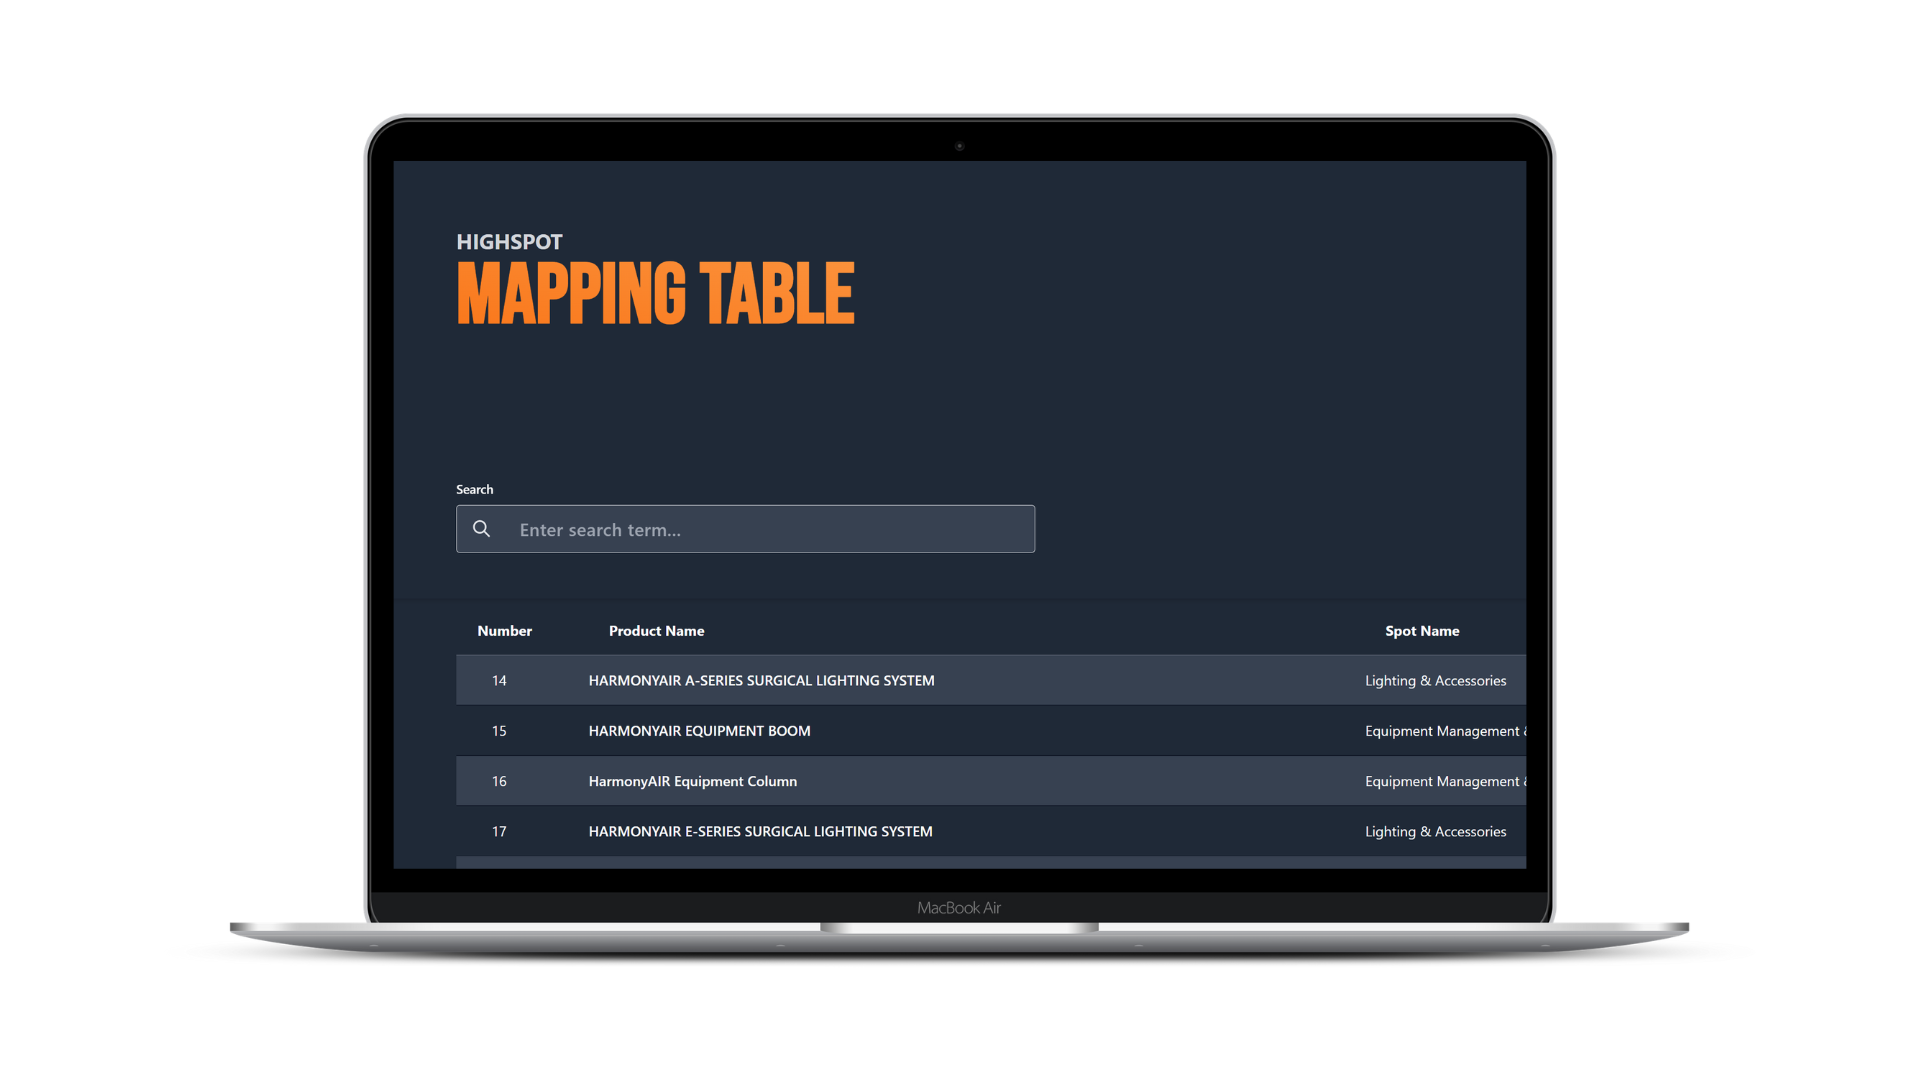 HIGHSPOT
MAPPING TABLE
Search
Enter search term...
Number Product Name Spot Name
14 HARMONYAIR A-SERIES SURGICAL LIGHTING SYSTEM Lighting & Accessories
15 HARMONYAIR EQUIPMENT BOOM Equipment Management
16 HarmonyAIR Equipment Column Equipment Management
17 HARMONYAIR E-SERIES SURGICAL LIGHTING SYSTEM Lighting & Accessories
MacBook Air